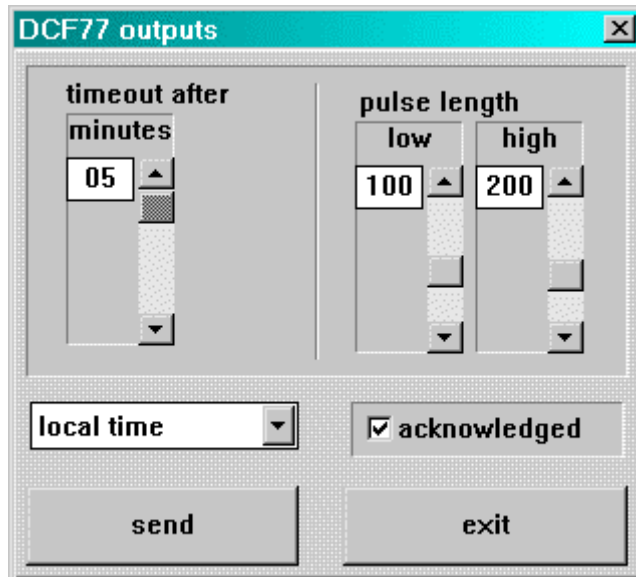 DCF77 outputs
timeout after
minutes
05
pulse length
low
high
100
200
local time
acknowledged
send
exit